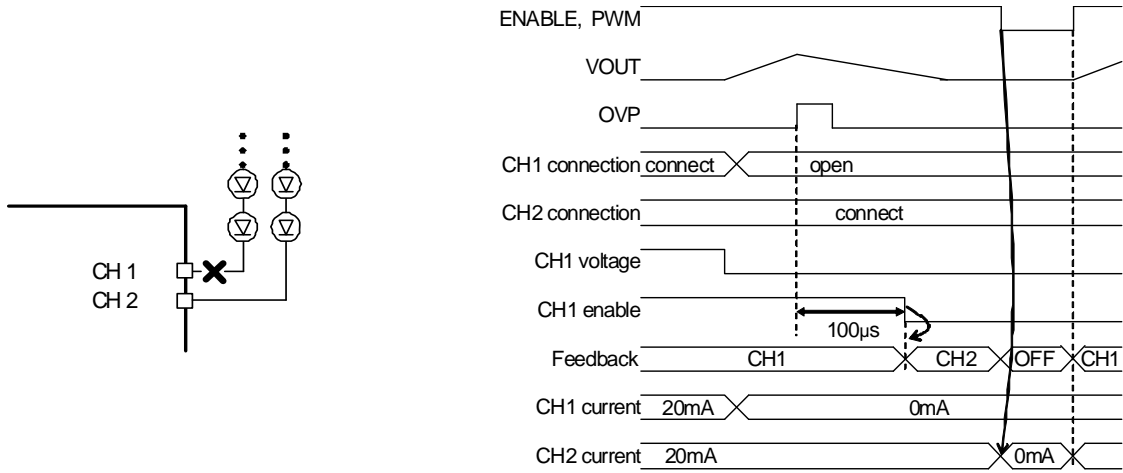 CH 1
CH 2
ENABLE, PWM
VOUT
OVP
CH1 connection connect open
CH2 connection connect
CH1 voltage
CH1 enable
100µs
Feedback CH1 CH2 OFF CH1
CH1 current 20mA 0mA
CH2 current 20mA 0mA